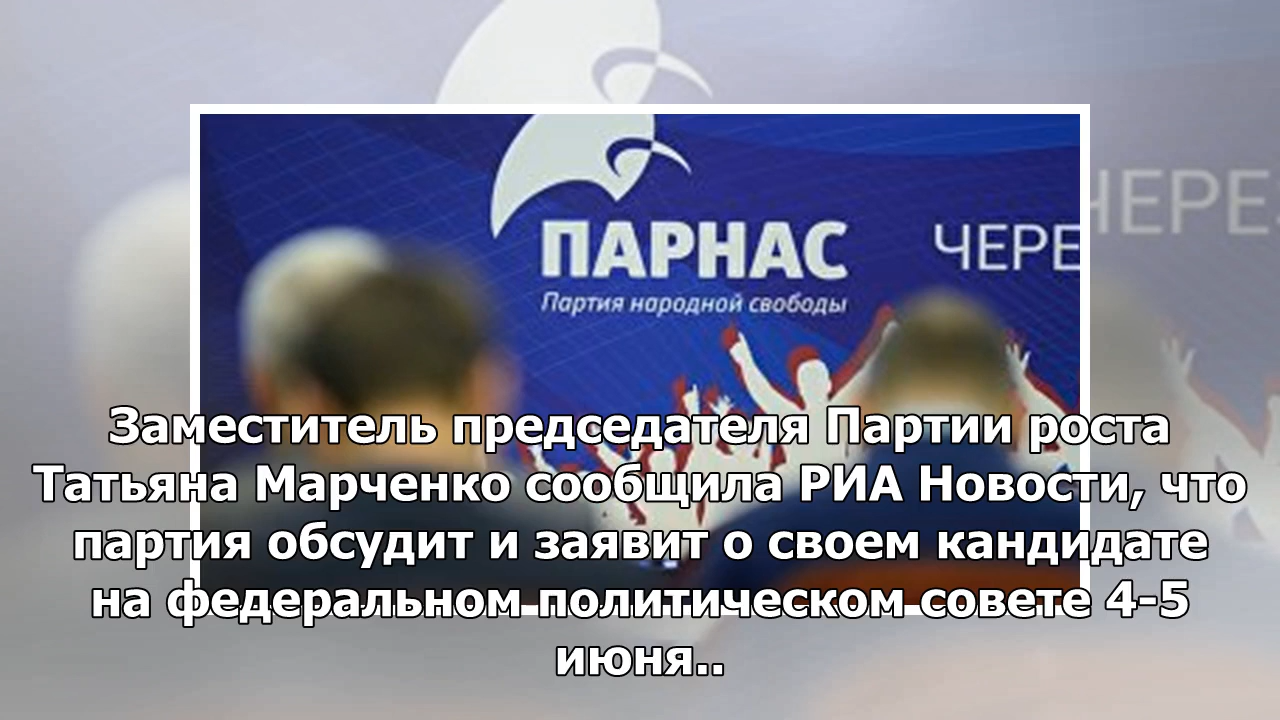 ПАРНАС
Партия народной свободы
ЧЕРЕ
ЧЕРЕ
Заместитель председателя Партии роста
Татьяна Марченко сообщила РИА Новости, что
партия обсудит и заявит о своем кандидате
на федеральном политическом совете 4-5
июня..